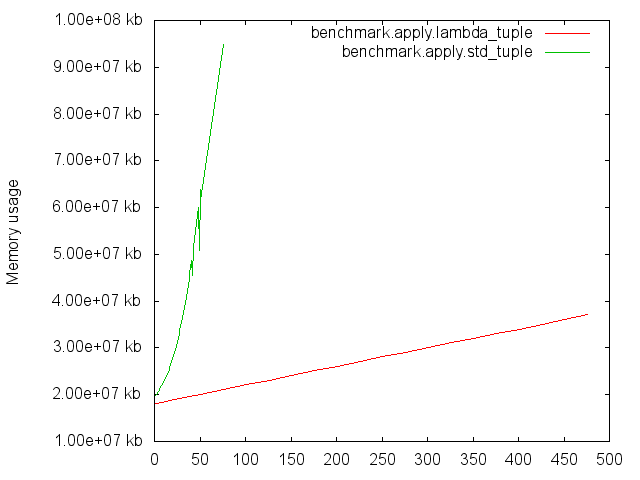 1.00e+08 kb
9.00e+07 kb
8.00e+07 kb
7.00e+07 kb
6.00e+07 kb
5.00e+07 kb
4.00e+07 kb
3.00e+07 kb
2.00e+07 kb
1.00e+07 kb
Memory usage
benchmark.apply.lambda_tuple
benchmark.apply.std_tuple
0 50 100 150 200 250 300 350 400 450 500